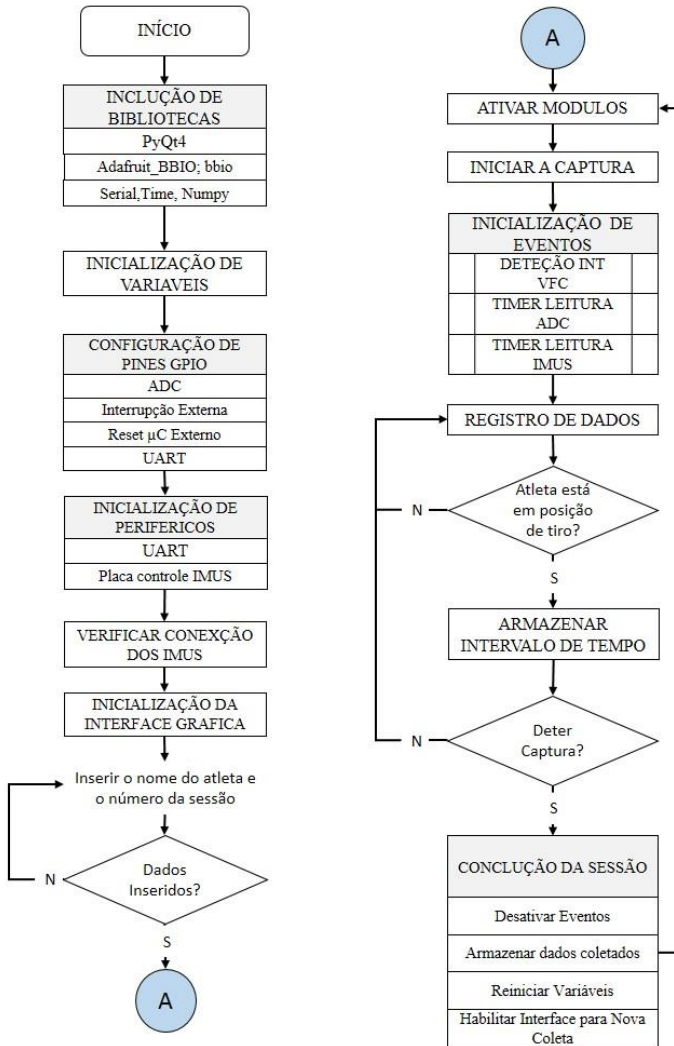 INÍCIO
INCLUÇÃO DE
BIBLIOTECAS
PyQt4
Adafruit_BBIO; bbio
Serial,Time, Numpy
INICIALIZAÇÃO DE
VARIAVEIS
CONFIGURAÇÃO DE
PINES GPIO
ADC
Interrupção Externa
Reset µC Externo
UART
INICIALIZAÇÃO DE
PERIFERICOS
UART
Placa controle IMUS
VERIFICAR CONEXÇÃO
DOS IMUS
INICIALIZAÇÃO DA
INTERFACE GRAFICA
Inserir o nome do atleta e
o número da sessão
Dados
Inseridos?
N
S
A
A
ATIVAR MODULOS
INICIAR A CAPTURA
INICIALIZAÇÃO DE
EVENTOS
DETEÇÃO INT
VFC
TIMER LEITURA
ADC
TIMER LEITURA
IMUS
REGISTRO DE DADOS
Atleta está
em posição
de tiro?
N
S
ARMAZENAR
INTERVALO DE TEMPO
Deter
Captura?
N
S
CONCLUÇÃO DA SESSÃO
Desativar Eventos
Armazenar dados coletados
Reiniciar Variáveis
Habilitar Interface para Nova
Coleta